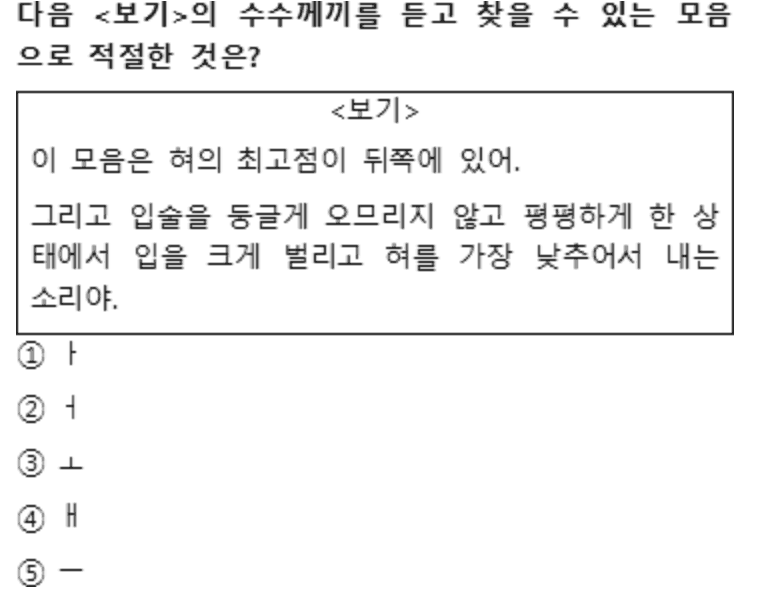 다음 <보기>의 수수께끼를 듣고 찾을 수 있는 모음
으로 적절한 것은?
<보기>
이 모음은 혀의 최고점이 뒤쪽에 있어.
그리고 입술을 둥글게 오므리지 않고 평평하게 한 상
태에서 입을 크게 벌리고 혀를 가장 낮추어서 내는
소리야.
① ㅏ
② ㅓ
③ ㅗ
④ ㅐ
⑤ ㅡ